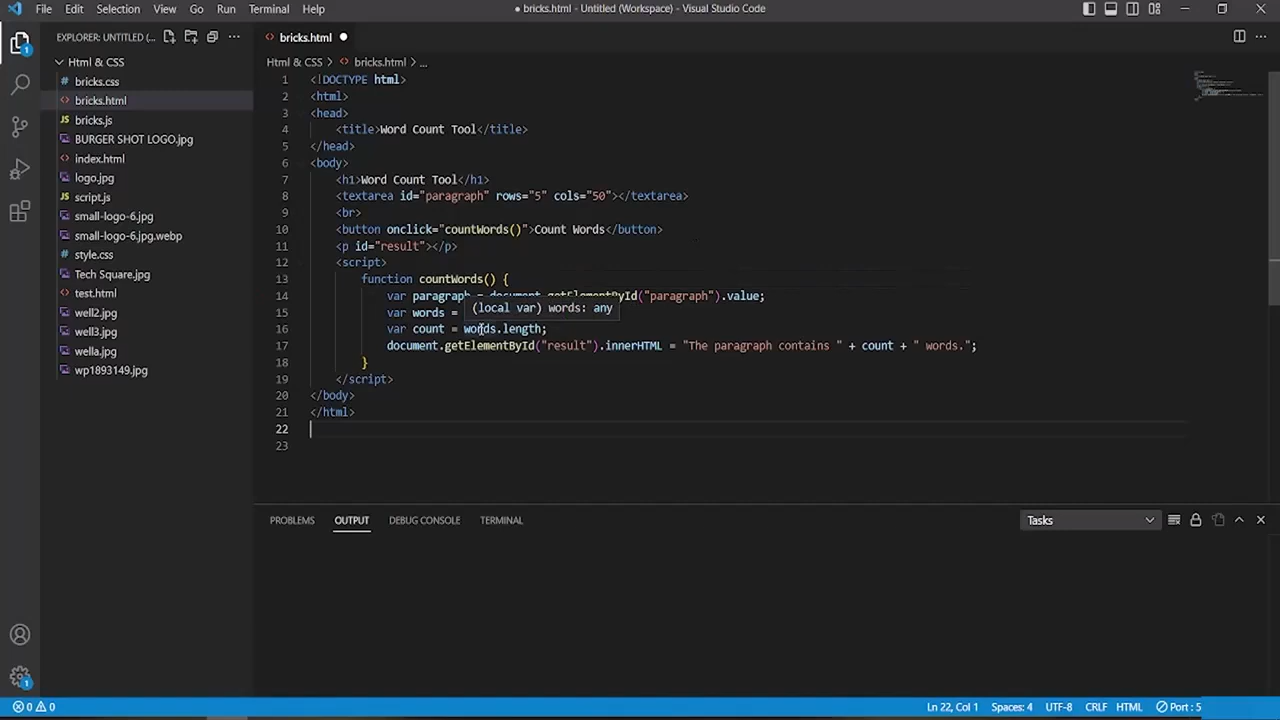 File Edit Selection View Go Run Terminal Help
● bricks.html - Untitled (Workspace) - Visual Studio Code
EXPLORER: UNTITLED (... ...
bricks.html ●
...
Html & CSS
bricks.css
bricks.html
bricks.js
BURGER SHOT LOGO.jpg
index.html
logo.jpg
script.js
small-logo-6.jpg
small-logo-6.jpg.webp
style.css
Tech Square.jpg
test.html
well2.jpg
well3.jpg
wella.jpg
wp1893149.jpg
1
1
Html & CSS > bricks.html > ...
1 <!DOCTYPE html>
2 <html>
3 <head>
4 <title>Word Count Tool</title>
5 </head>
6 <body>
7 <h1>Word Count Tool</h1>
8 <textarea id="paragraph" rows="5" cols="50"></textarea>
9 <br>
10 <button onclick="countWords()">Count Words</button>
11 <p id="result"></p>
12 <script>
13 function countWords() {
14 var paragraph = document.getElementById("paragraph").value;
(local var) words: any
15 var words =
16 var count = words.length;
17 document.getElementById("result").innerHTML = "The paragraph contains " + count + " words.";
18 }
19 </script>
20 </body>
21 </html>
22
23
PROBLEMS OUTPUT DEBUG CONSOLE TERMINAL
Tasks
0 0
Ln 22, Col 1 Spaces: 4 UTF-8 CRLF HTML Port : 5